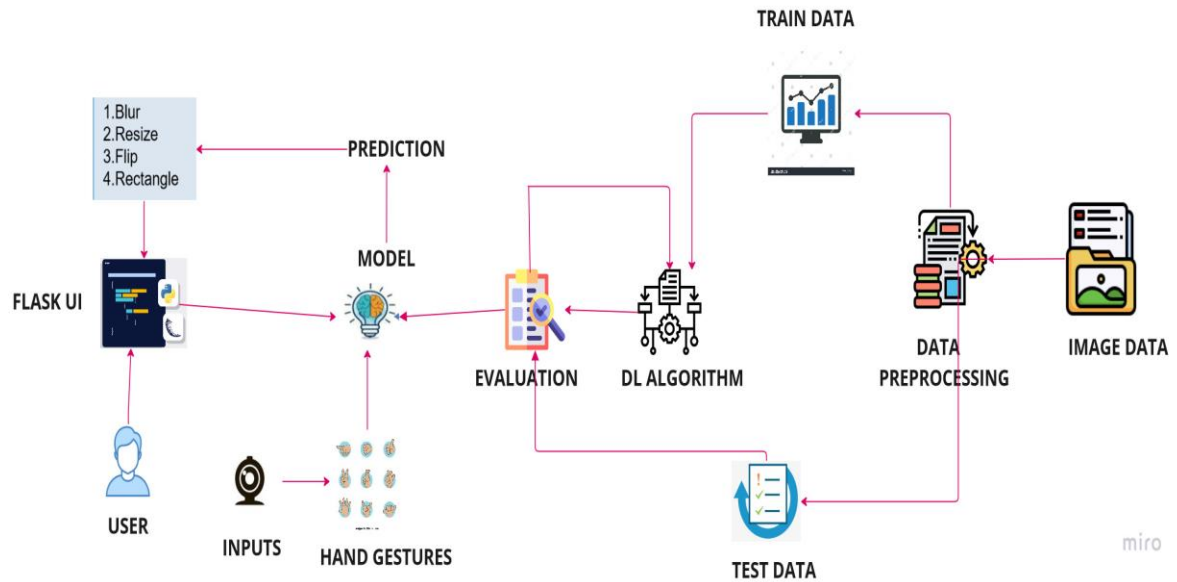 TRAIN DATA
1.Blur
2.Resize
3.Flip
4.Rectangle
PREDICTION
MODEL
FLASK UI
EVALUATION
DL ALGORITHM
DATA
PREPROCESSING
IMAGE DATA
USER
INPUTS
HAND GESTURES
TEST DATA
miro